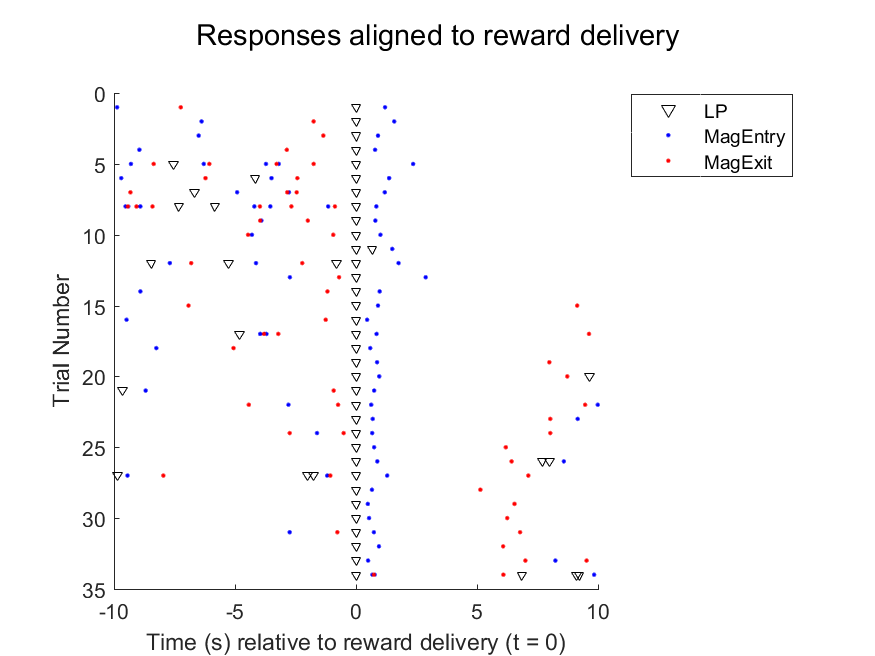 Responses aligned to reward delivery
LP
MagEntry
MagExit
0
5
10
15
20
25
30
35
Trial Number
-10
-5
0
5
10
Time (s) relative to reward delivery (t = 0)